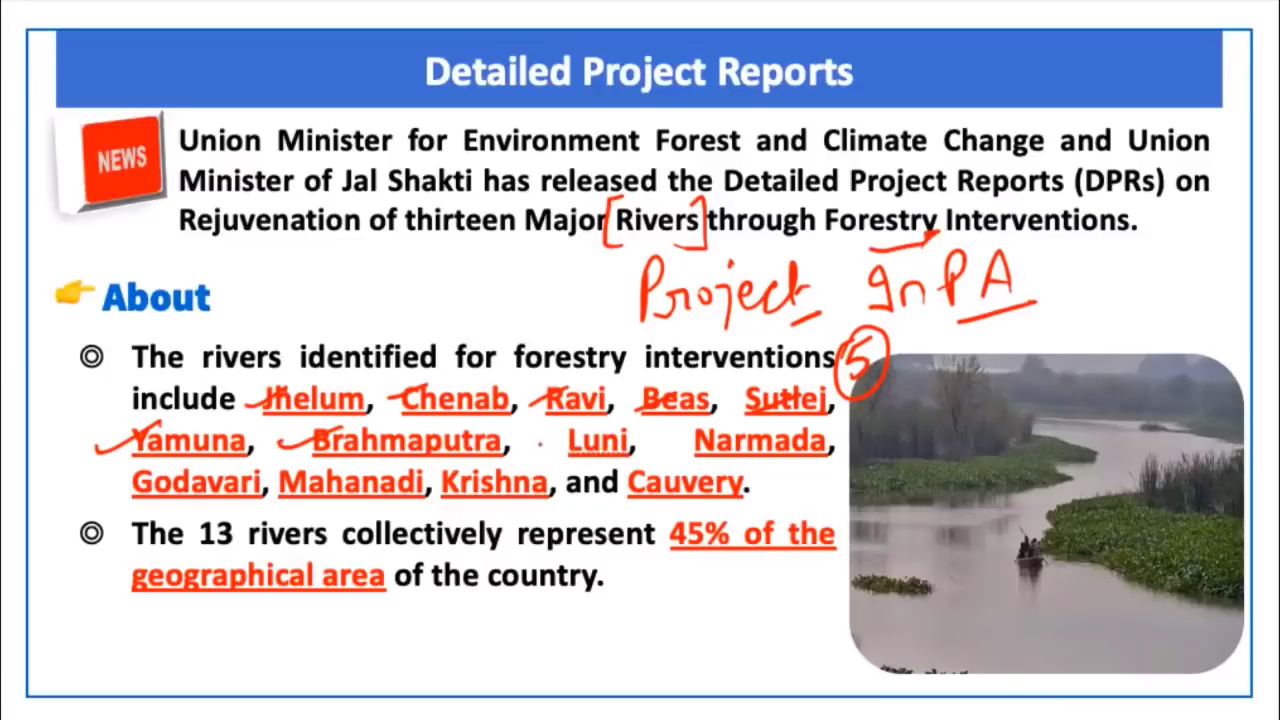 Detailed Project Reports
NEWS
Union Minister for Environment Forest and Climate Change and Union
Minister of Jal Shakti has released the Detailed Project Reports (DPRs) on
Rejuvenation of thirteen Major [Rivers] through Forestry Interventions.
Project InPA
About
The rivers identified for forestry interventions
5
include Jhelum, Chenab, Ravi, Beas, Sutlej,
Yamuna, Brahmaputra, Luni, Narmada,
Godavari, Mahanadi, Krishna, and Cauvery.
The 13 rivers collectively represent 45% of the
geographical area of the country.